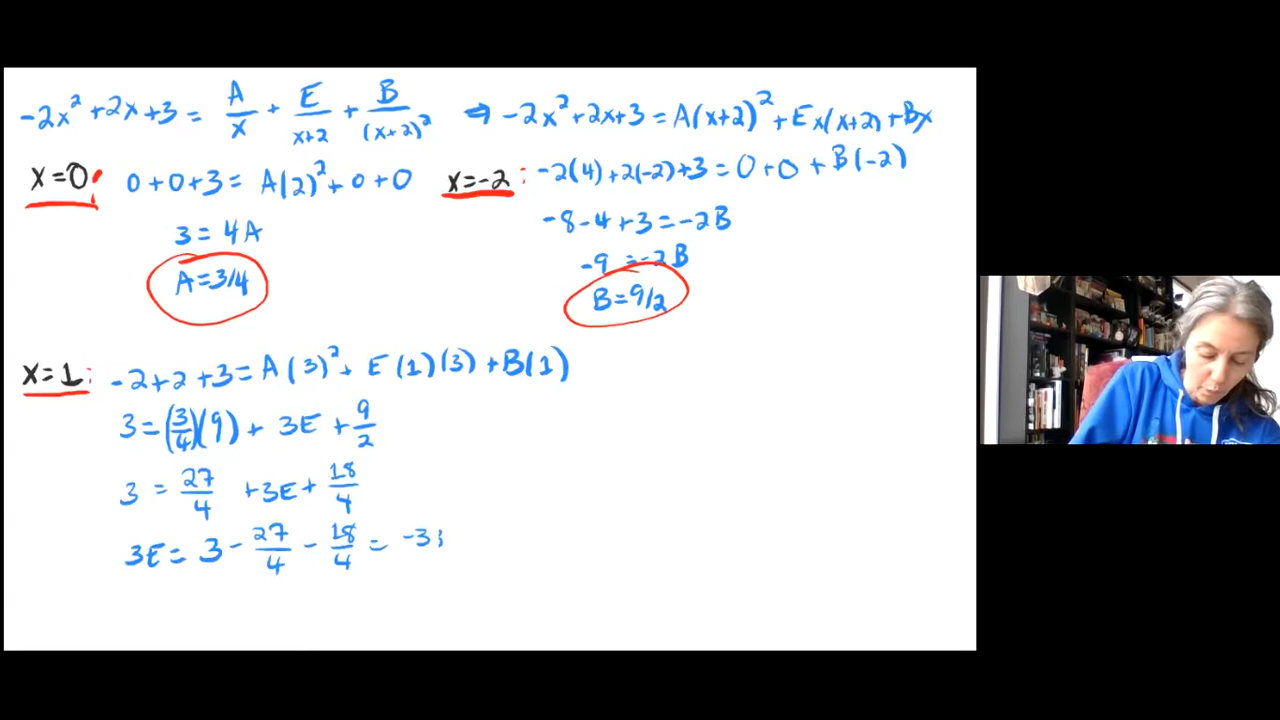 -2x² + 2x + 3 = A/x + E/(x+2) + B/(x+2)² ⇒ -2x² + 2x + 3 = A(x+2)² + Ex(x+2) + Bx
x=0: 0 + 0 + 3 = A(2)² + 0 + 0
3 = 4A
A = 3/4
x=-2: -2(4) + 2(-2) + 3 = 0 + 0 + B(-2)
-8 - 4 + 3 = -2B
-9 = -2B
B = 9/2
x=1: -2 + 2 + 3 = A(3)² + E(1)(3) + B(1)
3 = (3/4)(9) + 3E + 9/2
3 = 27/4 + 3E + 18/4
3E = 3 - 27/4 - 18/4 = -3